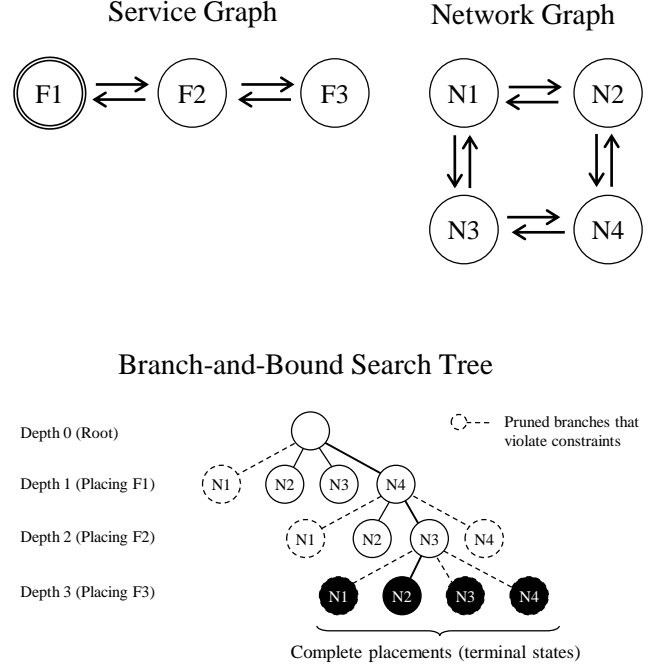 Service Graph
Network Graph
F1
F2
F3
N1
N2
N3
N4
Branch-and-Bound Search Tree
Depth 0 (Root)
Pruned branches that
violate constraints
Depth 1 (Placing F1)
N1
N2
N3
N4
Depth 2 (Placing F2)
N1
N2
N3
N4
Depth 3 (Placing F3)
N1
N2
N3
N4
Complete placements (terminal states)